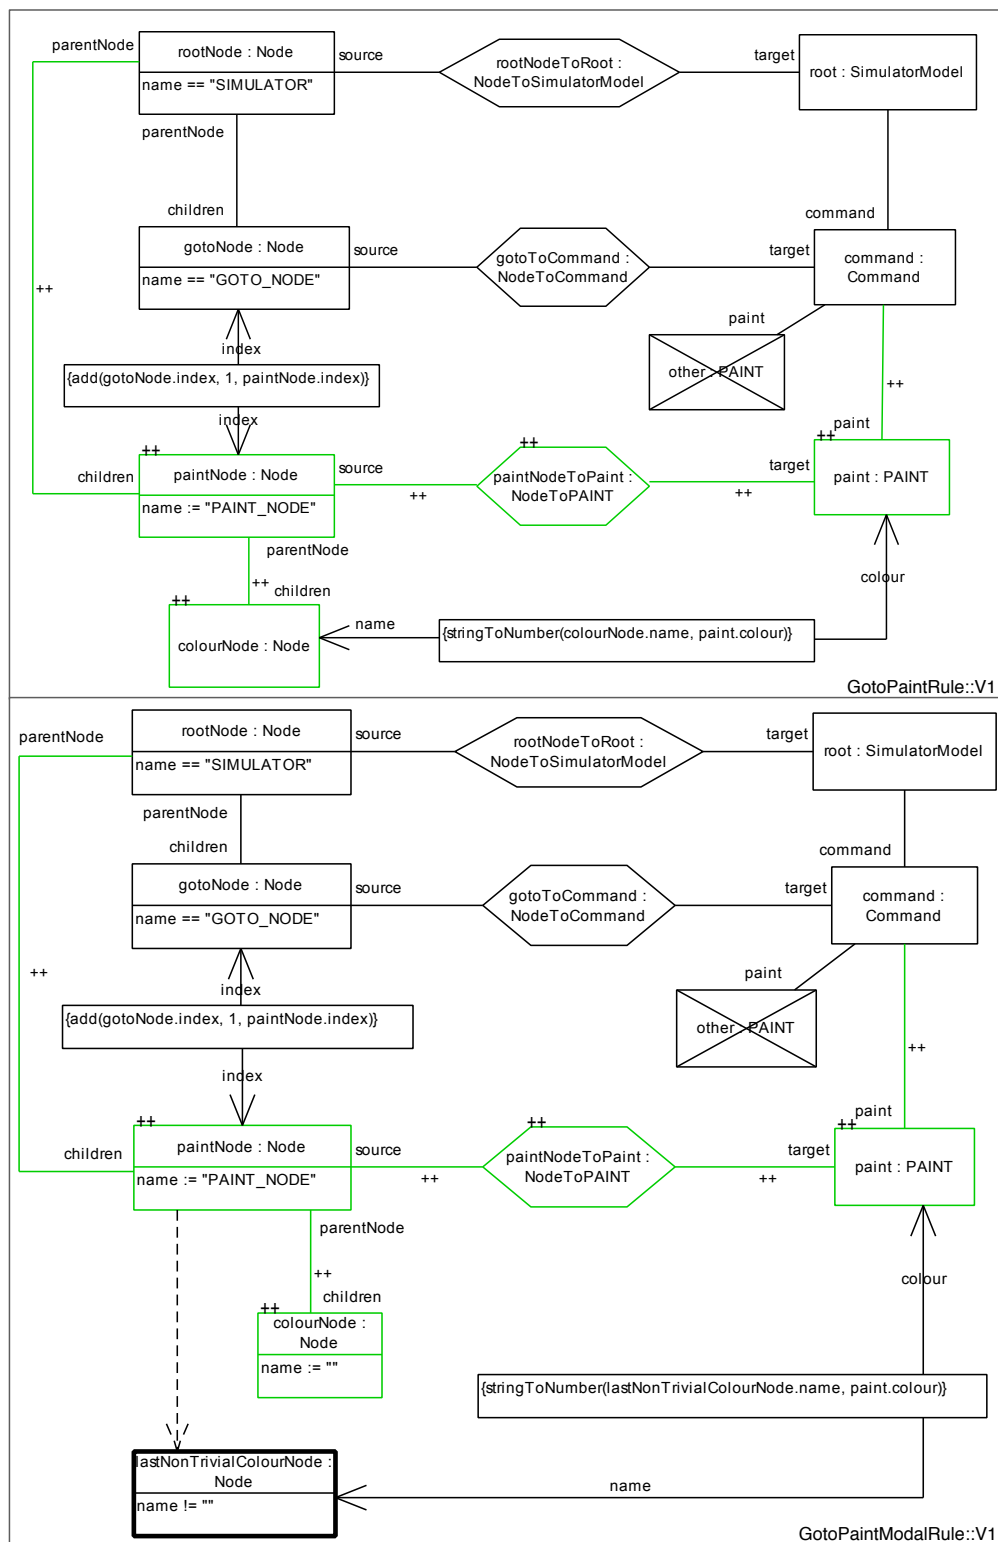 parentNode
rootNode : Node
name == "SIMULATOR"
source
rootNodeToRoot :
NodeToSimulatorModel
target
root : SimulatorModel
parentNode
children
command
gotoNode : Node
name == "GOTO_NODE"
source
gotoToCommand :
NodeToCommand
target
command :
Command
++
index
paint
other : PAINT
{add(gotoNode.index, 1, paintNode.index)}
++
index
++
++
paint
++
children
paintNode : Node
name := "PAINT_NODE"
source
++
paintNodeToPaint :
NodeToPAINT
++
target
paint : PAINT
parentNode
++
children
++
colour
colourNode : Node
name
{stringToNumber(colourNode.name, paint.colour)}
GotoPaintRule::V1
parentNode
rootNode : Node
name == "SIMULATOR"
source
rootNodeToRoot :
NodeToSimulatorModel
target
root : SimulatorModel
parentNode
children
command
gotoNode : Node
name == "GOTO_NODE"
source
gotoToCommand :
NodeToCommand
target
command :
Command
++
index
paint
other : PAINT
{add(gotoNode.index, 1, paintNode.index)}
++
index
++
++
paint
++
children
paintNode : Node
name := "PAINT_NODE"
source
++
paintNodeToPaint :
NodeToPAINT
++
target
paint : PAINT
parentNode
++
children
++
colour
colourNode :
Node
name := ""
{stringToNumber(lastNonTrivialColourNode.name, paint.colour)}
lastNonTrivialColourNode :
Node
name != ""
name
GotoPaintModalRule::V1